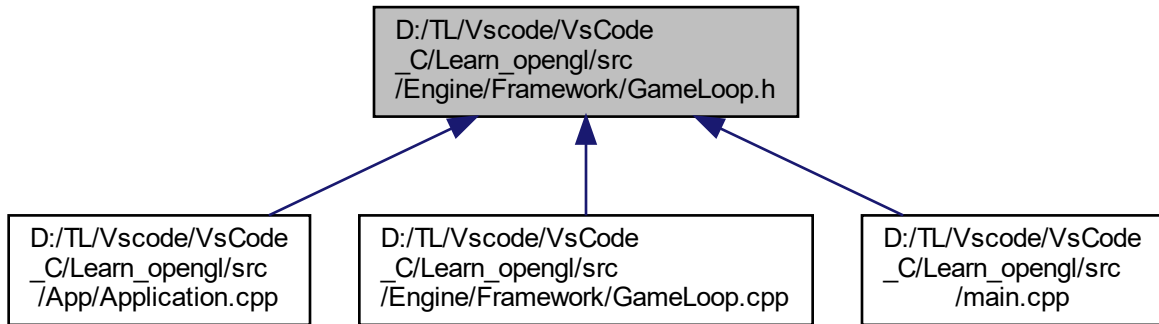 D:/TL/Vscode/VsCode
_C/Learn_opengl/src
/Engine/Framework/GameLoop.h
D:/TL/Vscode/VsCode
_C/Learn_opengl/src
/App/Application.cpp
D:/TL/Vscode/VsCode
_C/Learn_opengl/src
/Engine/Framework/GameLoop.cpp
D:/TL/Vscode/VsCode
_C/Learn_opengl/src
/main.cpp